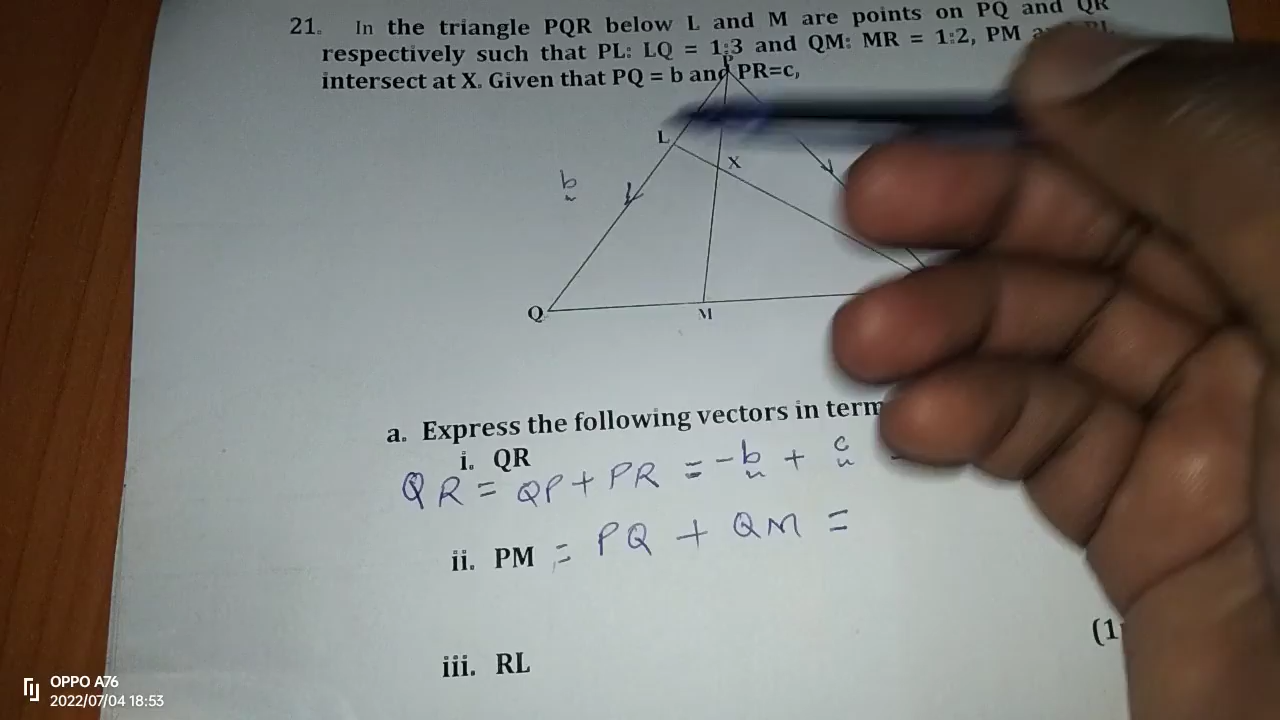 21. In the triangle PQR below L and M are points on PQ and QR
respectively such that PL: LQ = 1:3 and QM: MR = 1:2, PM
intersect at X. Given that PQ = b and PR=c,
P
L
X
b
Q
M
a. Express the following vectors in
i. QR
QR = QP + PR = -b + c
ii. PM = PQ + QM =
iii. RL
OPPO A76
2022/07/04 18:53